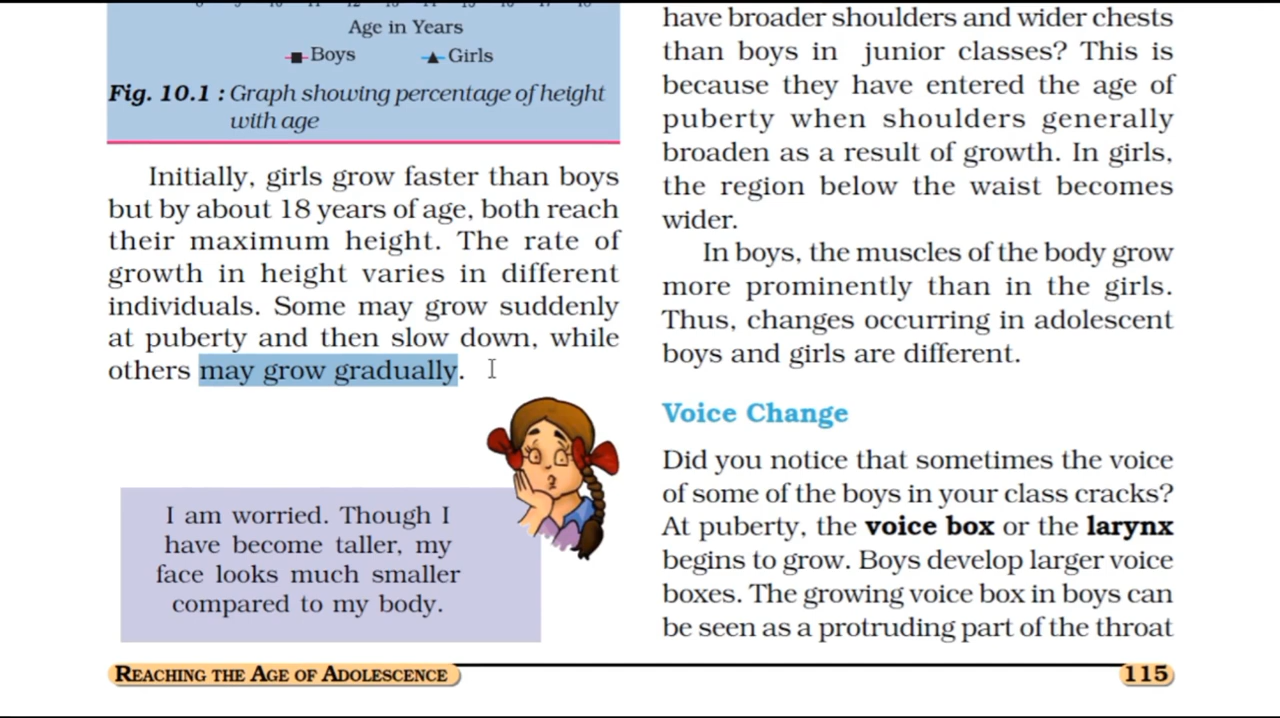 Age in Years
Boys
Girls
Fig. 10.1 : Graph showing percentage of height
with age
Initially, girls grow faster than boys
but by about 18 years of age, both reach
their maximum height. The rate of
growth in height varies in different
individuals. Some may grow suddenly
at puberty and then slow down, while
others may grow gradually.
I am worried. Though I
have become taller, my
face looks much smaller
compared to my body.
have broader shoulders and wider chests
than boys in junior classes? This is
because they have entered the age of
puberty when shoulders generally
broaden as a result of growth. In girls,
the region below the waist becomes
wider.
In boys, the muscles of the body grow
more prominently than in the girls.
Thus, changes occurring in adolescent
boys and girls are different.
Voice Change
Did you notice that sometimes the voice
of some of the boys in your class cracks?
At puberty, the voice box or the larynx
begins to grow. Boys develop larger voice
boxes. The growing voice box in boys can
be seen as a protruding part of the throat
REACHING THE AGE OF ADOLESCENCE
115